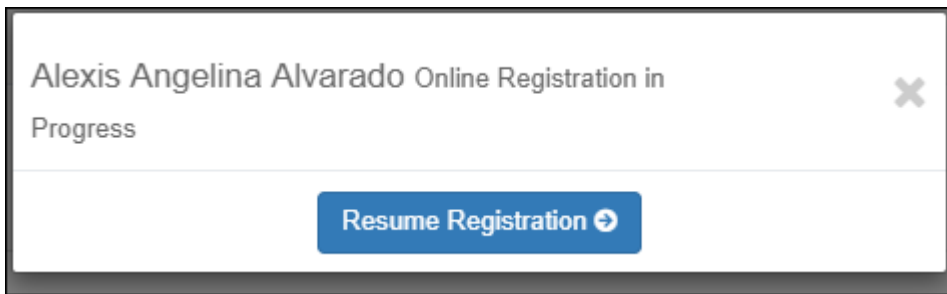 Alexis Angelina Alvarado Online Registration in
Progress
Resume Registration